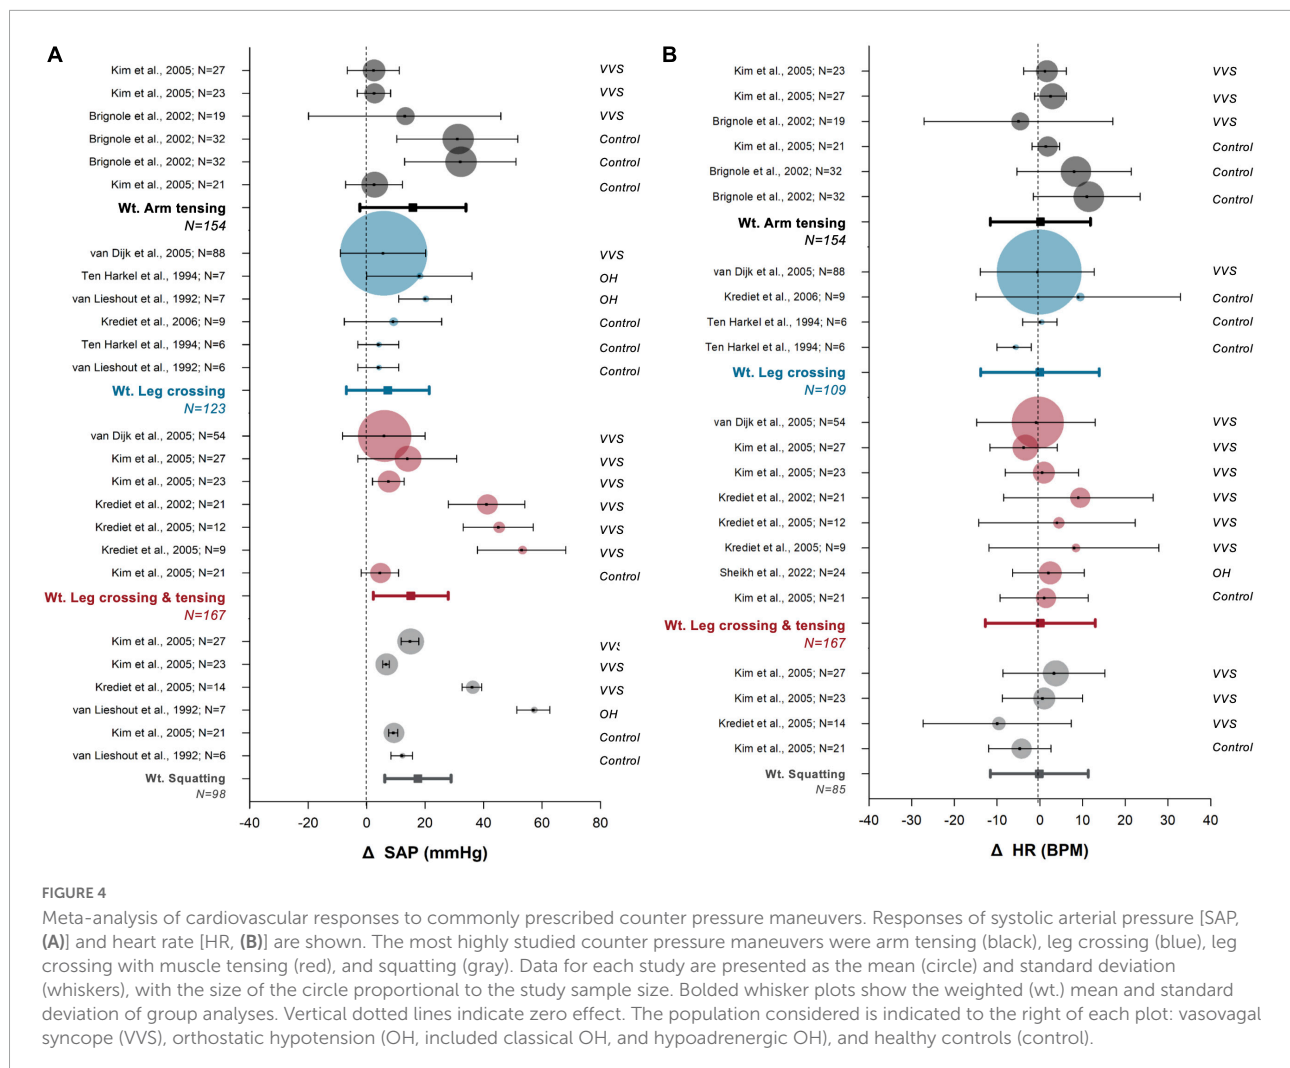 A
Kim et al., 2005; N=27 VVS
Kim et al., 2005; N=23 VVS
Brignole et al., 2002; N=19 VVS
Brignole et al., 2002; N=32 Control
Brignole et al., 2002; N=32 Control
Kim et al., 2005; N=21 Control
Wt. Arm tensing
N=154
van Dijk et al., 2005; N=88 VVS
Ten Harkel et al., 1994; N=7 OH
van Lieshout et al., 1992; N=7 OH
Krediet et al., 2006; N=9 Control
Ten Harkel et al., 1994; N=6 Control
van Lieshout et al., 1992; N=6 Control
Wt. Leg crossing
N=123
van Dijk et al., 2005; N=54 VVS
Kim et al., 2005; N=27 VVS
Kim et al., 2005; N=23 VVS
Krediet et al., 2002; N=21 VVS
Krediet et al., 2005; N=12 VVS
Krediet et al., 2005; N=9 VVS
Kim et al., 2005; N=21 Control
Wt. Leg crossing & tensing
N=167
Kim et al., 2005; N=27 VVS
Kim et al., 2005; N=23 VVS
Krediet et al., 2005; N=14 VVS
van Lieshout et al., 1992; N=7 OH
Kim et al., 2005; N=21 Control
van Lieshout et al., 1992; N=6 Control
Wt. Squatting
N=98
-40 -20 0 20 40 60 80
Δ SAP (mmHg)
B
Kim et al., 2005; N=23 VVS
Kim et al., 2005; N=27 VVS
Brignole et al., 2002; N=19 VVS
Kim et al., 2005; N=21 Control
Brignole et al., 2002; N=32 Control
Brignole et al., 2002; N=32 Control
Wt. Arm tensing
N=154
van Dijk et al., 2005; N=88 VVS
Krediet et al., 2006; N=9 Control
Ten Harkel et al., 1994; N=6 Control
Ten Harkel et al., 1994; N=6 Control
Wt. Leg crossing
N=109
van Dijk et al., 2005; N=54 VVS
Kim et al., 2005; N=27 VVS
Kim et al., 2005; N=23 VVS
Krediet et al., 2002; N=21 VVS
Krediet et al., 2005; N=12 VVS
Krediet et al., 2005; N=9 VVS
Sheikh et al., 2022; N=24 OH
Kim et al., 2005; N=21 Control
Wt. Leg crossing & tensing
N=167
Kim et al., 2005; N=27 VVS
Kim et al., 2005; N=23 VVS
Krediet et al., 2005; N=14 VVS
Kim et al., 2005; N=21 Control
Wt. Squatting
N=85
-40 -30 -20 -10 0 10 20 30 40
Δ HR (BPM)
FIGURE 4
Meta-analysis of cardiovascular responses to commonly prescribed counter pressure maneuvers. Responses of systolic arterial pressure [SAP,
(A)] and heart rate [HR, (B)] are shown. The most highly studied counter pressure maneuvers were arm tensing (black), leg crossing (blue), leg
crossing with muscle tensing (red), and squatting (gray). Data for each study are presented as the mean (circle) and standard deviation
(whiskers), with the size of the circle proportional to the study sample size. Bolded whisker plots show the weighted (wt.) mean and standard
deviation of group analyses. Vertical dotted lines indicate zero effect. The population considered is indicated to the right of each plot: vasovagal
syncope (VVS), orthostatic hypotension (OH, included classical OH, and hypoadrenergic OH), and healthy controls (control).